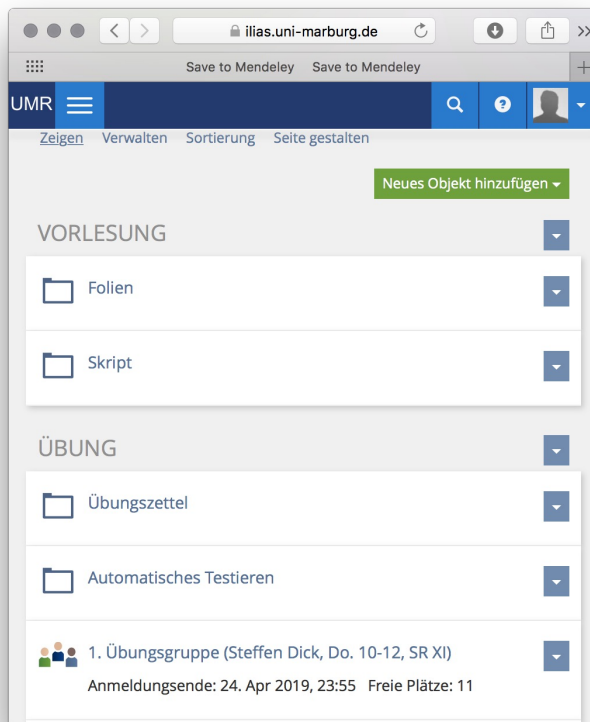 ilias.uni-marburg.de
Save to Mendeley Save to Mendeley
UMR
Zeigen Verwalten Sortierung Seite gestalten
Neues Objekt hinzufügen
VORLESUNG
Folien
Skript
ÜBUNG
Übungszettel
Automatisches Testieren
1. Übungsgruppe (Steffen Dick, Do. 10-12, SR XI)
Anmeldungsende: 24. Apr 2019, 23:55 Freie Plätze: 11